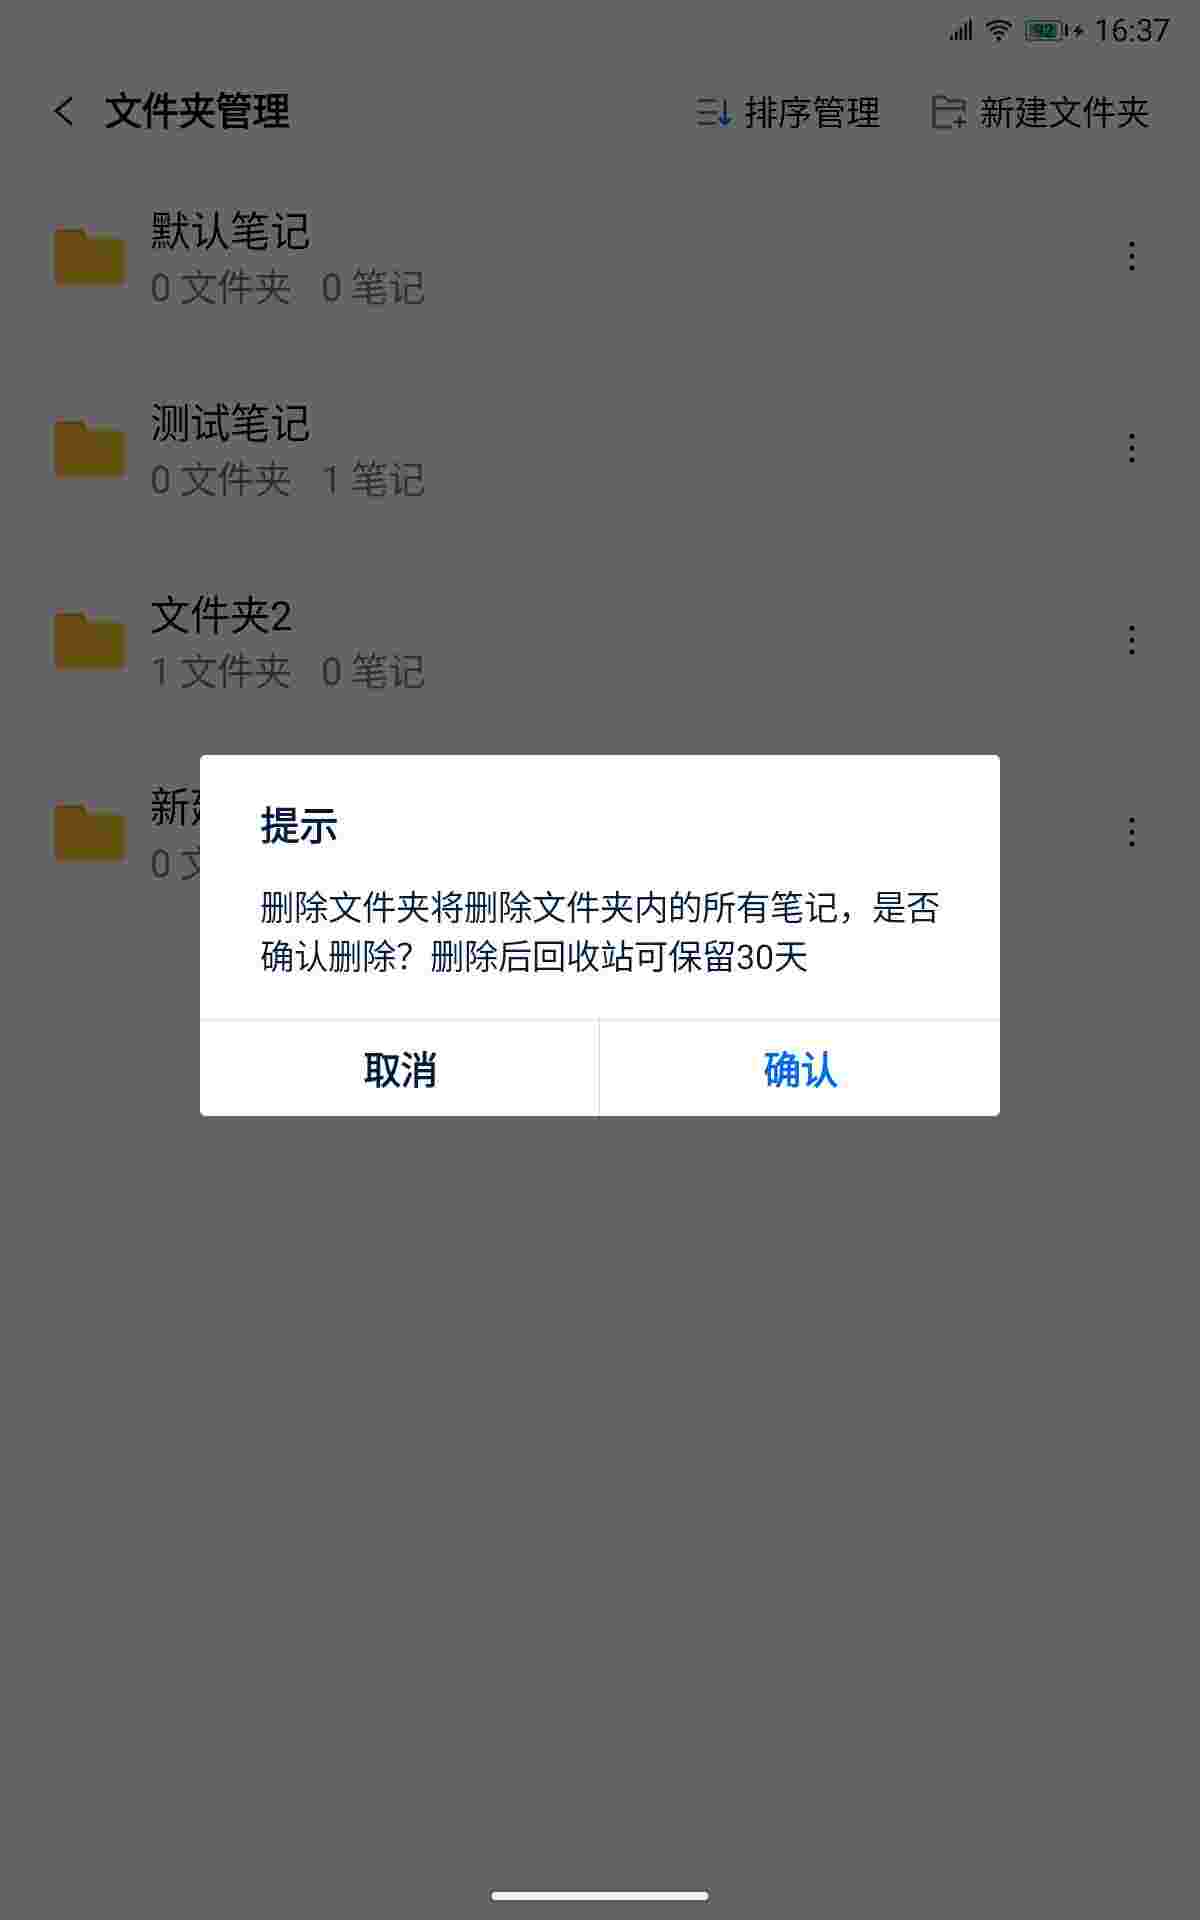 92 16:37
文件夹管理 排序管理 新建文件夹
默认笔记
0 文件夹 0 笔记
测试笔记
0 文件夹 1 笔记
文件夹2
1 文件夹 0 笔记
新
0
提示
删除文件夹将删除文件夹内的所有笔记，是否
确认删除？删除后回收站可保留30天
取消 确认